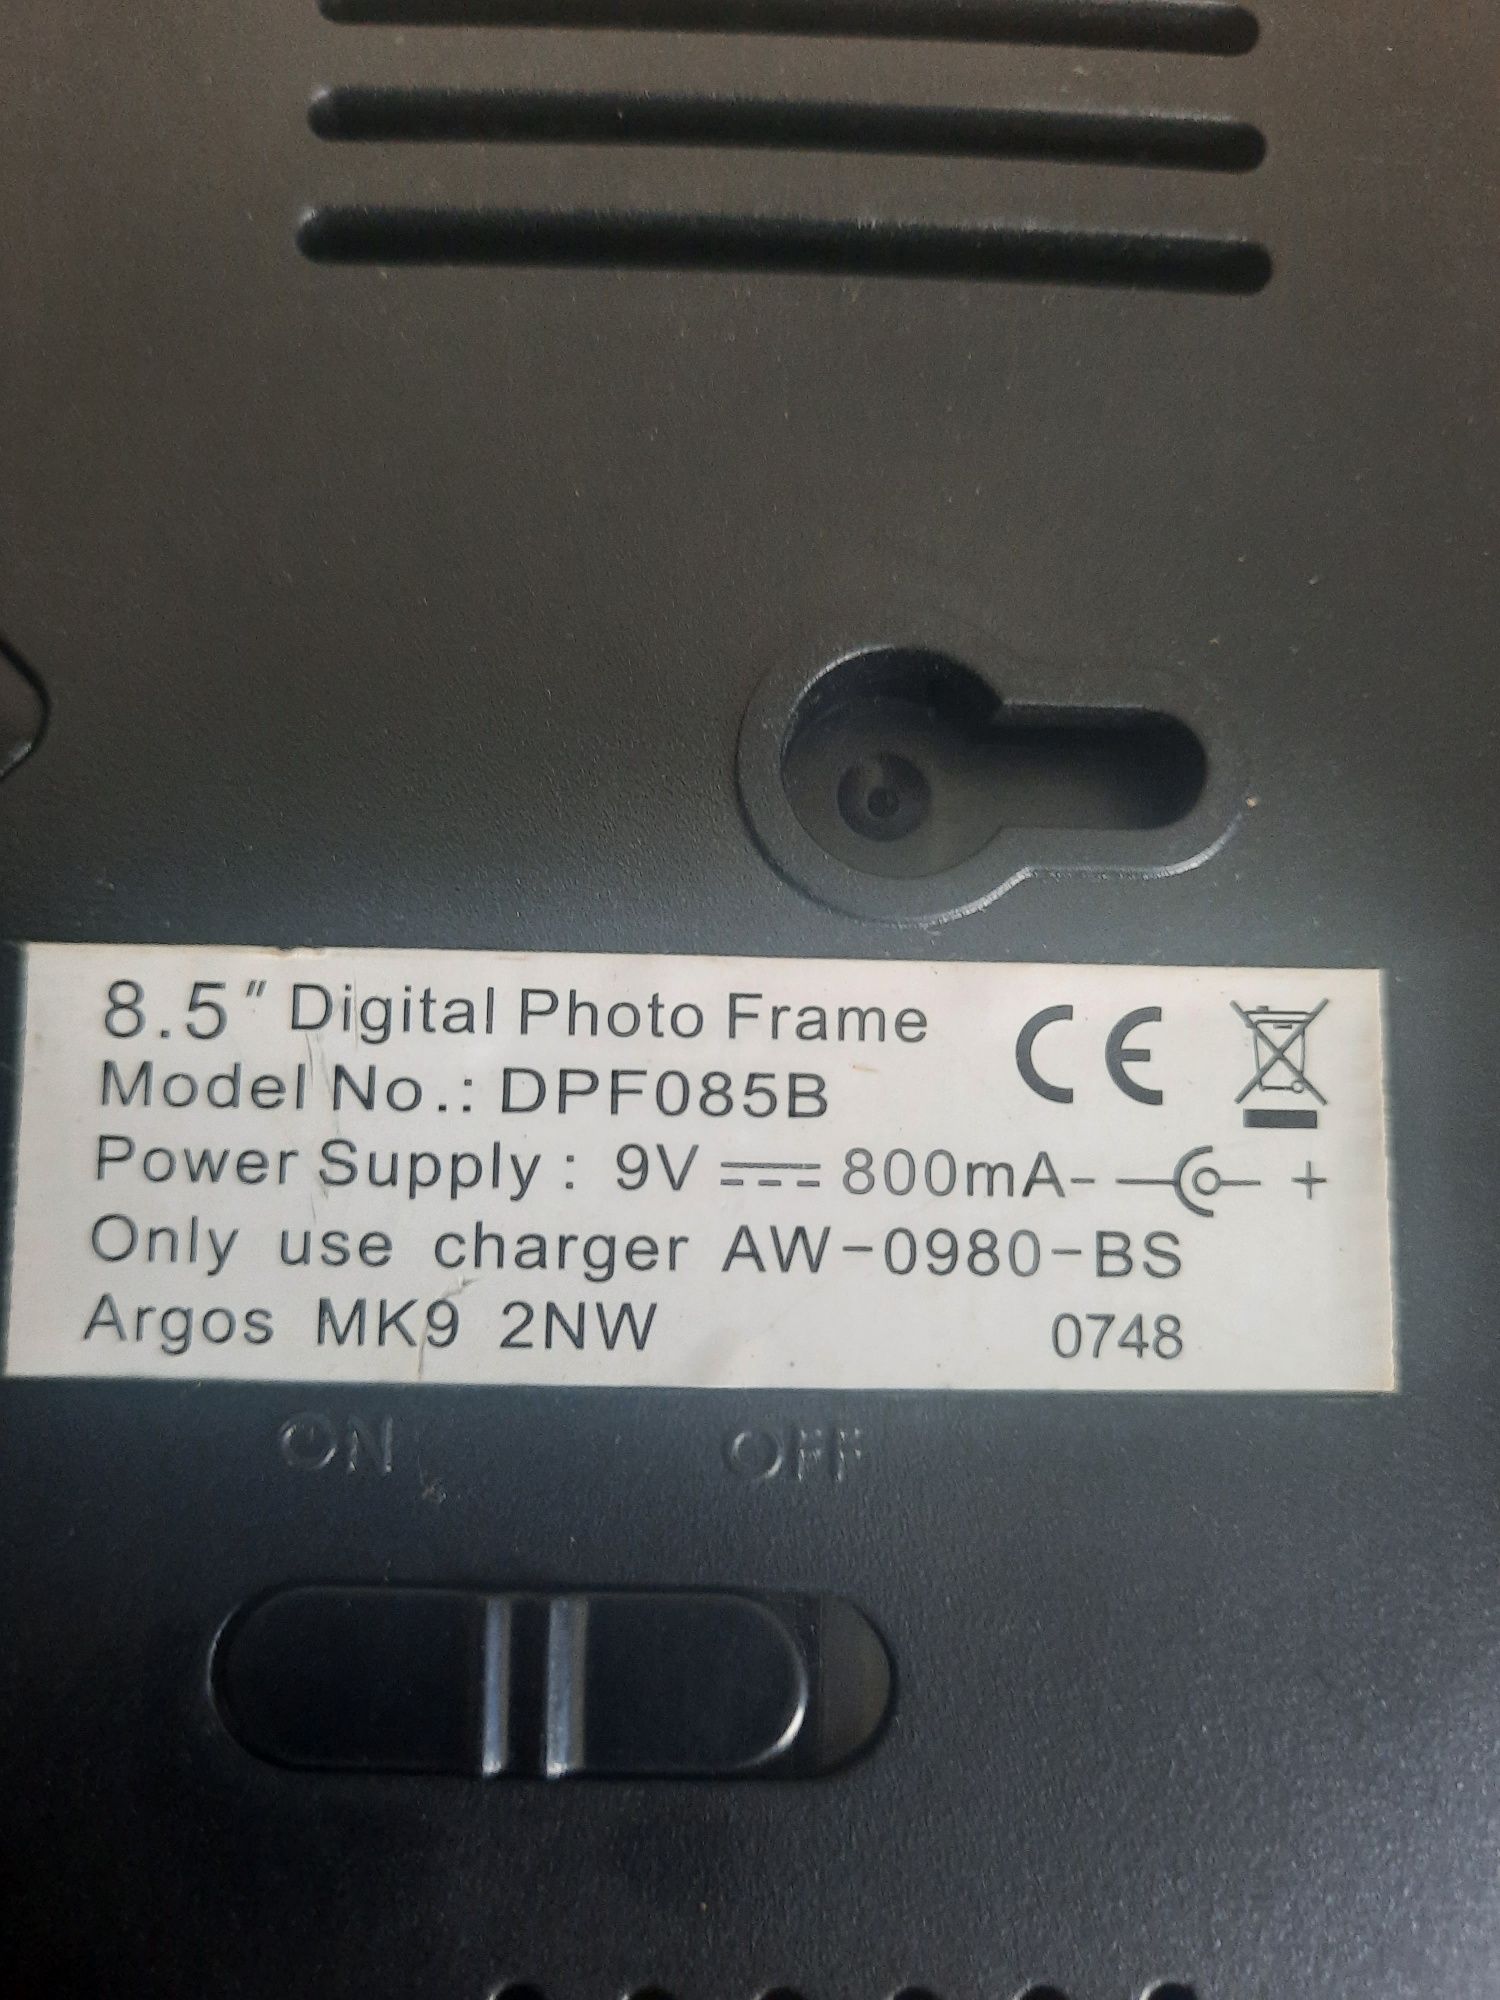 8.5" Digital Photo Frame
CE
Model No.: DPF085B
Power Supply : 9V ⎓ 800mA- +
Only use charger AW-0980-BS
Argos MK9 2NW 0748
ON OFF